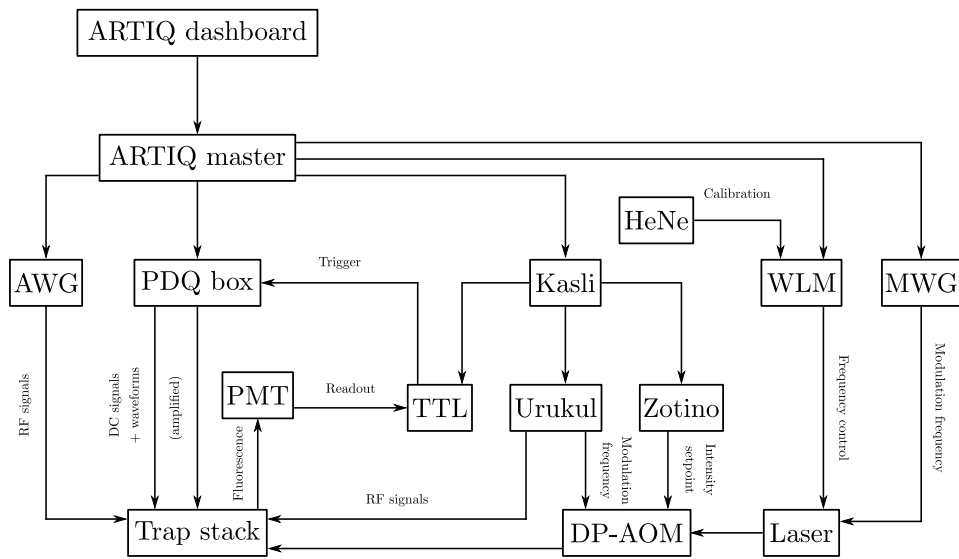 ARTIQ dashboard
ARTIQ master
Calibration
HeNe
AWG
PDQ box
Trigger
Kasli
WLM
MWG
RF signals
DC signals
+ waveforms
(amplified)
PMT
Readout
TTL
Urukul
Zotino
Frequency control
Modulation frequency
Fluorescence
RF signals
Modulation
frequency
Intensity
setpoint
Trap stack
DP-AOM
Laser